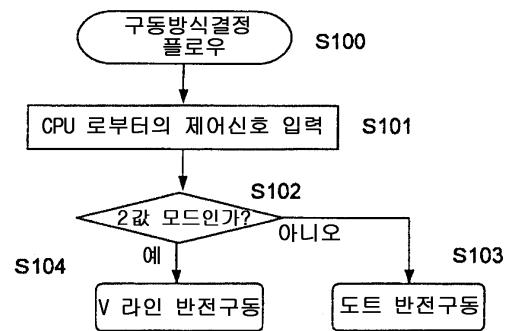 구동방식결정
플로우
S100
CPU 로부터의 제어신호 입력
S101
S102
2값 모드인가?
아니오
예
S103
S104
V 라인 반전구동
도트 반전구동